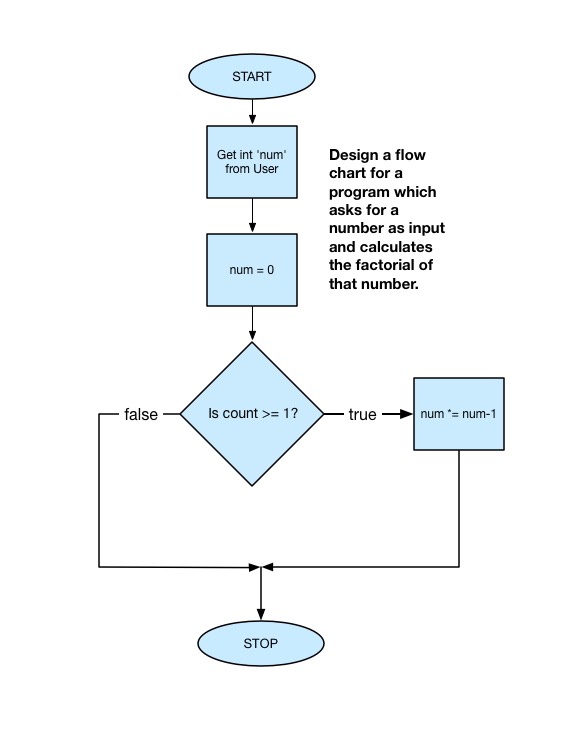 START
Get int 'num'
from User
Design a flow
chart for a
program which
asks for a
number as input
and calculates
the factorial of
that number.
num = 0
Is count >= 1?
false
true
num *= num-1
STOP